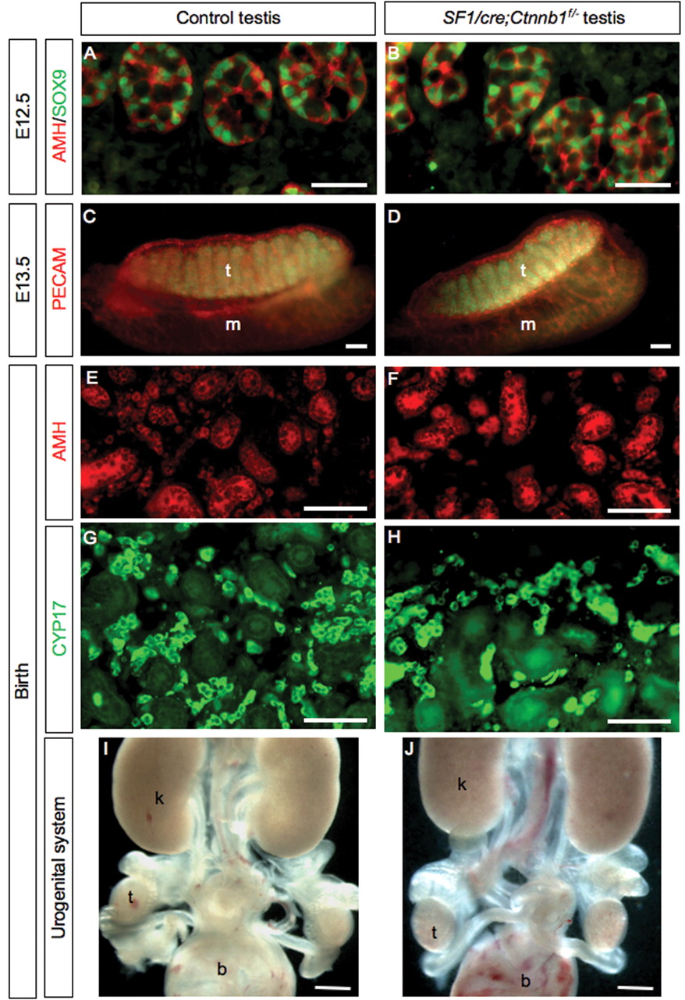 Control testis
SF1/cre;Ctnnb1f/- testis
E12.5
AMH/SOX9
A
B
E13.5
PECAM
C
t
m
D
t
m
Birth
AMH
E
F
CYP17
G
H
Urogenital system
I
k
t
b
J
k
t
b